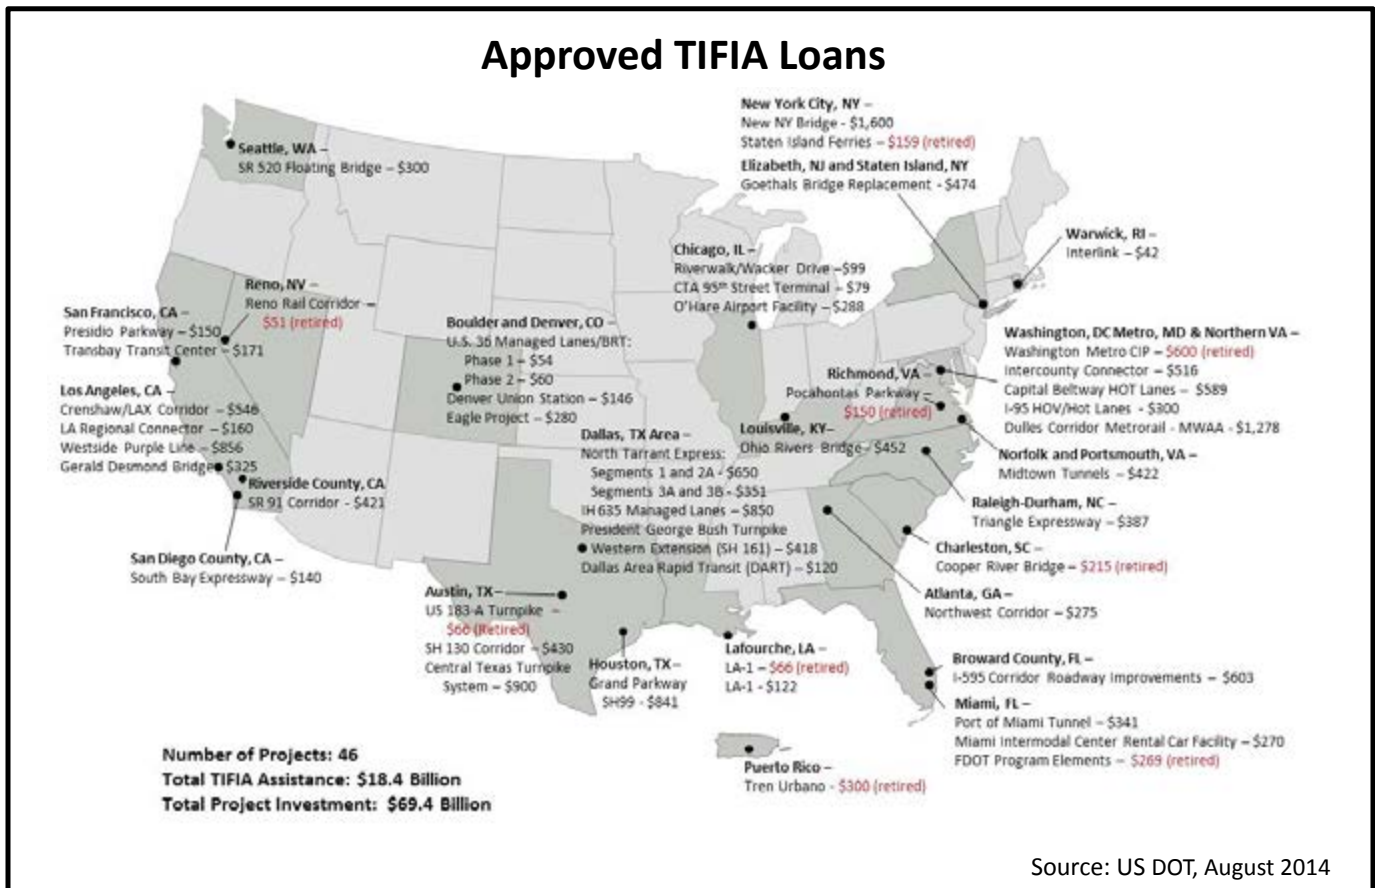 Approved TIFIA Loans
New York City, NY –
New NY Bridge - $1,600
Staten Island Ferries – $159 (retired)
Elizabeth, NJ and Staten Island, NY
Goethals Bridge Replacement - $474
Seattle, WA –
SR 520 Floating Bridge – $300
Warwick, RI –
Interlink – $42
Chicago, IL –
Riverwalk/Wacker Drive –$99
CTA 95th Street Terminal – $79
O'Hare Airport Facility – $288
Reno, NV –
Reno Rail Corridor –
$51 (retired)
San Francisco, CA –
Presidio Parkway – $150
Transbay Transit Center – $171
Boulder and Denver, CO –
U.S. 36 Managed Lanes/BRT:
Phase 1 – $54
Phase 2 – $60
Denver Union Station – $146
Eagle Project – $280
Washington, DC Metro, MD & Northern VA –
Washington Metro CIP – $600 (retired)
Intercounty Connector – $516
Capital Beltway HOT Lanes – $589
I-95 HOV/Hot Lanes - $300
Dulles Corridor Metrorail - MWAA - $1,278
Richmond, VA –
Pocahontas Parkway –
$150 (retired)
Los Angeles, CA –
Crenshaw/LAX Corridor – $546
LA Regional Connector – $160
Westside Purple Line – $856
Gerald Desmond Bridge – $325
Louisville, KY–
Ohio Rivers Bridge – $452
Dallas, TX Area –
North Tarrant Express:
Segments 1 and 2A - $650
Segments 3A and 3B - $351
IH 635 Managed Lanes – $850
President George Bush Turnpike
Western Extension (SH 161) – $418
Dallas Area Rapid Transit (DART) – $120
Norfolk and Portsmouth, VA –
Midtown Tunnels – $422
Riverside County, CA
SR 91 Corridor - $421
Raleigh-Durham, NC –
Triangle Expressway – $387
San Diego County, CA –
South Bay Expressway – $140
Charleston, SC –
Cooper River Bridge – $215 (retired)
Austin, TX –
US 183-A Turnpike –
$66 (Retired)
SH 130 Corridor – $430
Central Texas Turnpike
System – $900
Atlanta, GA –
Northwest Corridor – $275
Houston, TX –
Grand Parkway
SH99 - $841
Lafourche, LA –
LA-1 – $66 (retired)
LA-1 - $122
Broward County, FL –
I-595 Corridor Roadway Improvements – $603
Miami, FL –
Port of Miami Tunnel – $341
Miami Intermodal Center Rental Car Facility – $270
FDOT Program Elements – $269 (retired)
Puerto Rico –
Tren Urbano - $300 (retired)
Number of Projects: 46
Total TIFIA Assistance: $18.4 Billion
Total Project Investment: $69.4 Billion
Source: US DOT, August 2014